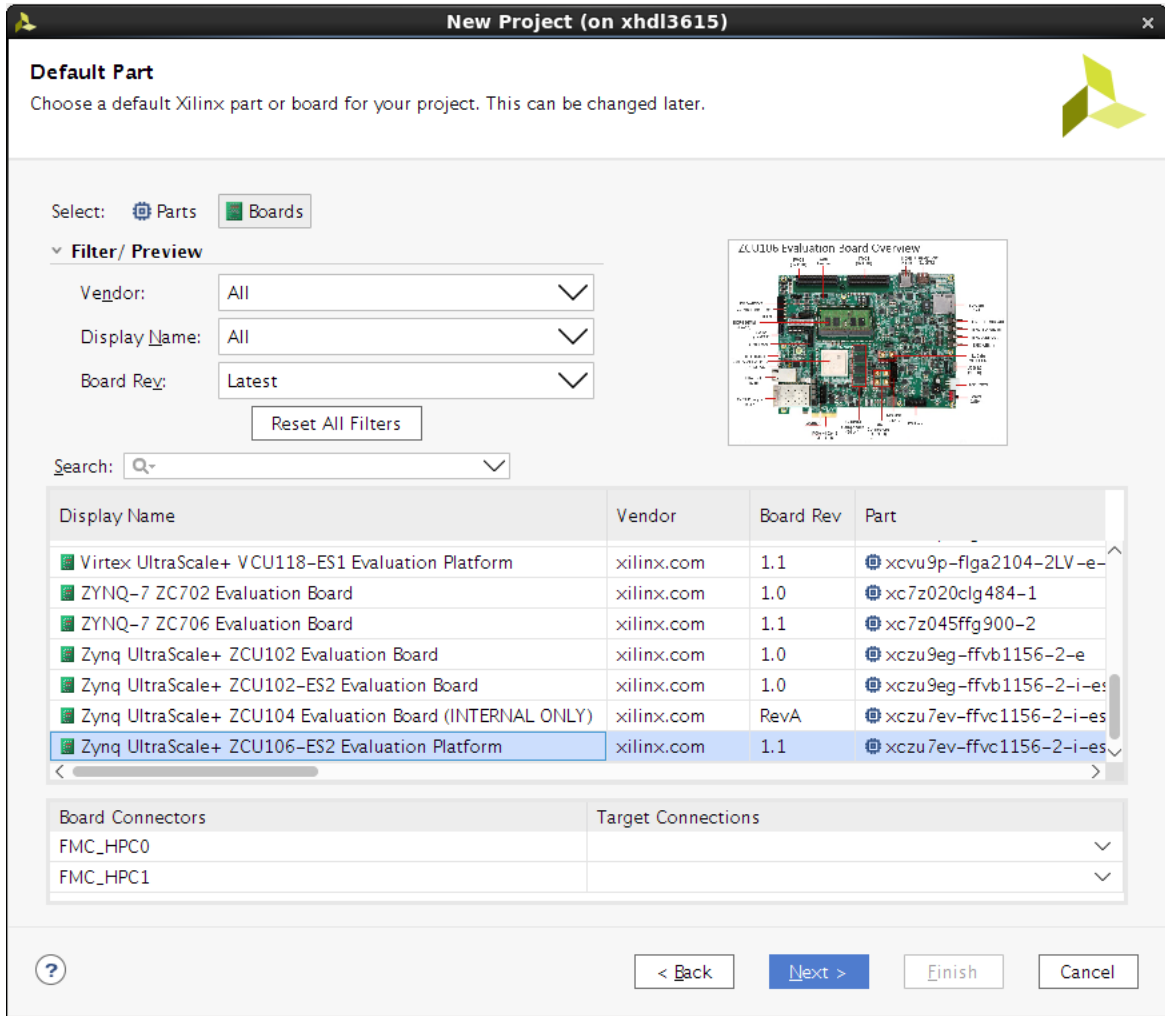 New Project (on xhdl3615)
Default Part
Choose a default Xilinx part or board for your project. This can be changed later.
Select: Parts Boards
Filter/ Preview
ZCU106 Evaluation Board Overview
Vendor: All
Display Name: All
Board Rev: Latest
Reset All Filters
Search:
Display Name Vendor Board Rev Part
Virtex UltraScale+ VCU118-ES1 Evaluation Platform xilinx.com 1.1 xcvu9p-flga2104-2LV-e-
ZYNQ-7 ZC702 Evaluation Board xilinx.com 1.0 xc7z020clg484-1
ZYNQ-7 ZC706 Evaluation Board xilinx.com 1.1 xc7z045ffg900-2
Zynq UltraScale+ ZCU102 Evaluation Board xilinx.com 1.0 xczu9eg-ffvb1156-2-e
Zynq UltraScale+ ZCU102-ES2 Evaluation Board xilinx.com 1.0 xczu9eg-ffvb1156-2-i-es
Zynq UltraScale+ ZCU104 Evaluation Board (INTERNAL ONLY) xilinx.com RevA xczu7ev-ffvc1156-2-i-es
Zynq UltraScale+ ZCU106-ES2 Evaluation Platform xilinx.com 1.1 xczu7ev-ffvc1156-2-i-es
Board Connectors Target Connections
FMC_HPC0
FMC_HPC1
? < Back Next > Finish Cancel